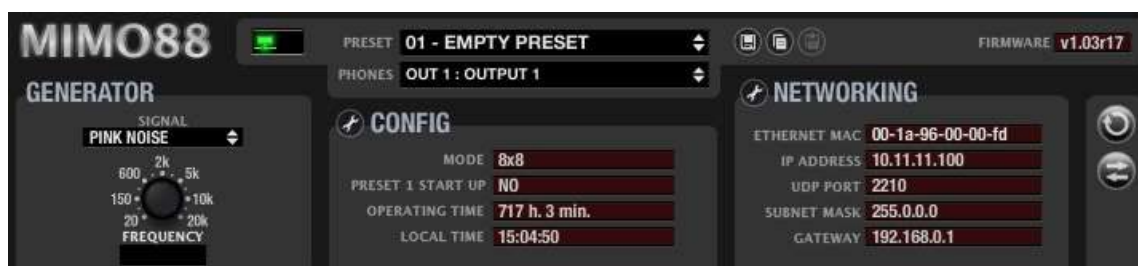 MIMO88
PRESET 01 - EMPTY PRESET
PHONES OUT 1 : OUTPUT 1
FIRMWARE v1.03r17
GENERATOR
SIGNAL
PINK NOISE
2k
600 5k
150 10k
20 20k
FREQUENCY
CONFIG
MODE 8x8
PRESET 1 START UP NO
OPERATING TIME 717 h. 3 min.
LOCAL TIME 15:04:50
NETWORKING
ETHERNET MAC 00-1a-96-00-00-fd
IP ADDRESS 10.11.11.100
UDP PORT 2210
SUBNET MASK 255.0.0.0
GATEWAY 192.168.0.1